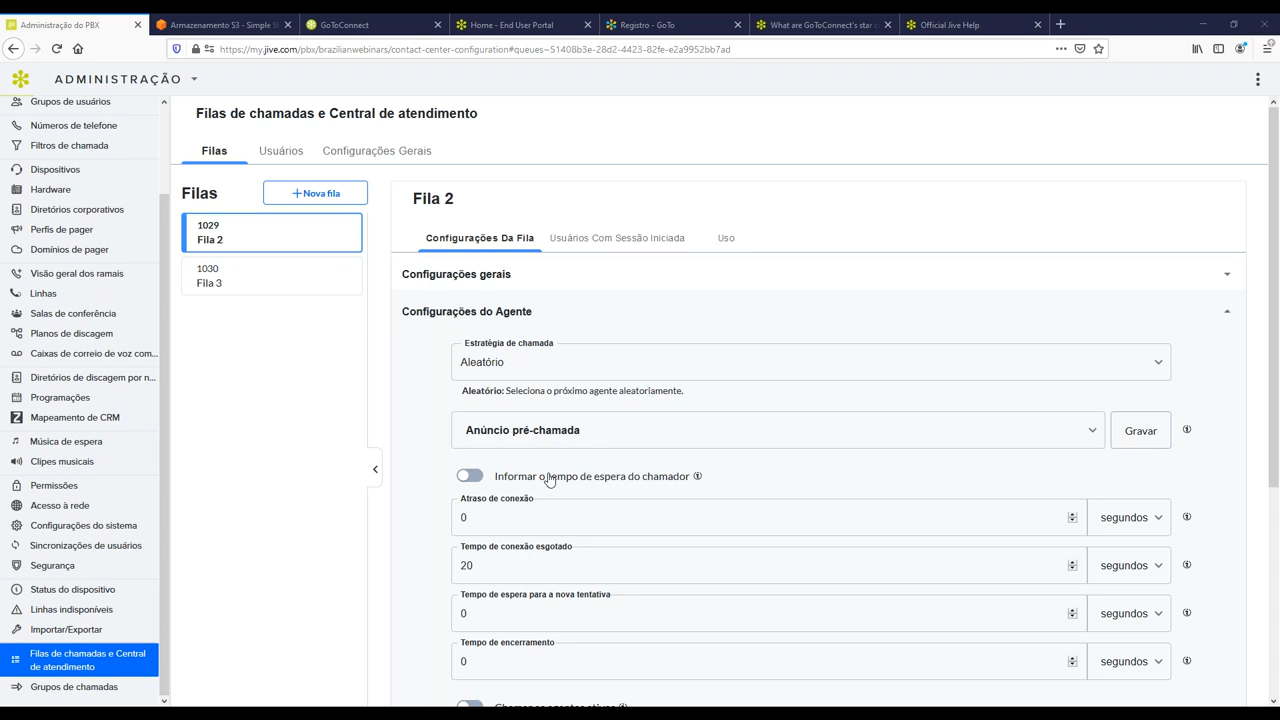 Administração do PBX
Armazenamento S3 - Simple S
GoToConnect
Home - End User Portal
Registro - GoTo
What are GoToConnect's star c
Official Jive Help
https://my.jive.com/pbx/brazilianwebinars/contact-center-configuration#queues~51408b3e-28d2-4423-82fe-e2a9952bb7ad
ADMINISTRAÇÃO
Grupos de usuários
Números de telefone
Filtros de chamada
Dispositivos
Hardware
Diretórios corporativos
Perfis de pager
Domínios de pager
Visão geral dos ramais
Linhas
Salas de conferência
Planos de discagem
Caixas de correio de voz com...
Diretórios de discagem por n...
Programações
Mapeamento de CRM
Música de espera
Clipes musicais
Permissões
Acesso à rede
Configurações do sistema
Sincronizações de usuários
Segurança
Status do dispositivo
Linhas indisponíveis
Importar/Exportar
Filas de chamadas e Central
de atendimento
Grupos de chamadas
Filas de chamadas e Central de atendimento
Filas
Usuários
Configurações Gerais
Filas
+ Nova fila
1029
Fila 2
1030
Fila 3
Fila 2
Configurações Da Fila
Usuários Com Sessão Iniciada
Uso
Configurações gerais
Configurações do Agente
Estratégia de chamada
Aleatório
Aleatório: Seleciona o próximo agente aleatoriamente.
Anúncio pré-chamada
Gravar
Informar o tempo de espera do chamador
Atraso de conexão
0
segundos
Tempo de conexão esgotado
20
segundos
Tempo de espera para a nova tentativa
0
segundos
Tempo de encerramento
0
segundos